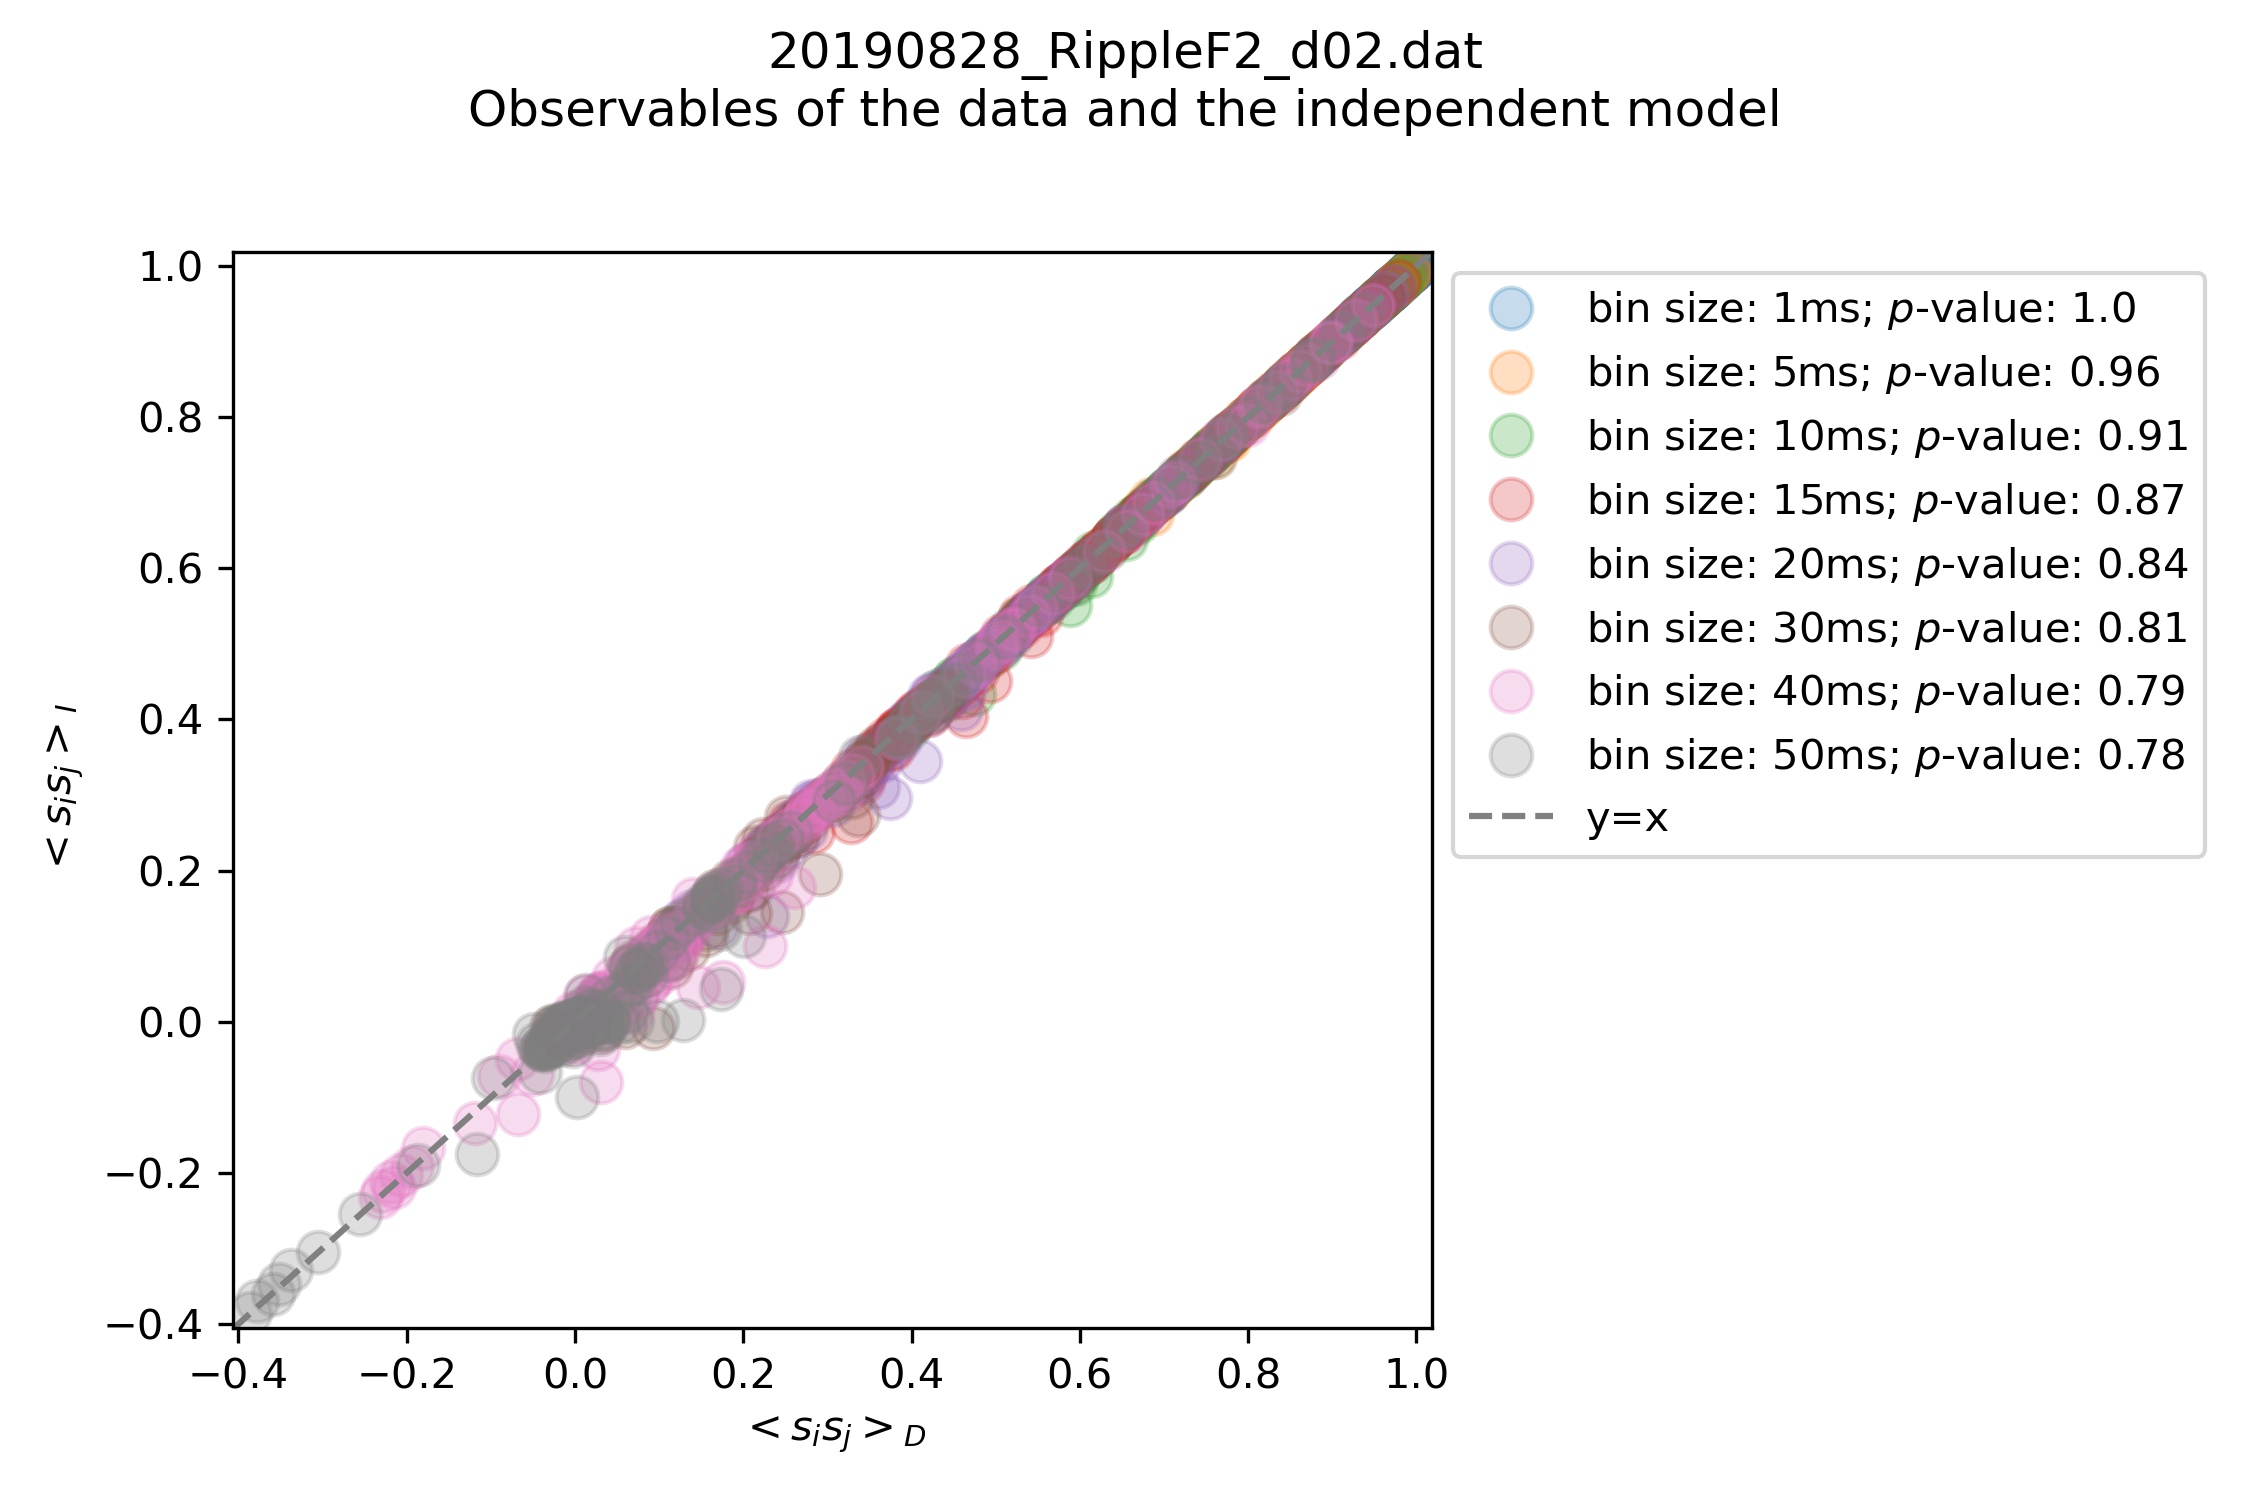 20190828_RippleF2_d02.dat
Observables of the data and the independent model
1.0
0.8
0.6
0.4
0.2
0.0
−0.2
−0.4
< s_i s_j >_I
−0.4 −0.2 0.0 0.2 0.4 0.6 0.8 1.0
< s_i s_j >_D
bin size: 1ms; p-value: 1.0
bin size: 5ms; p-value: 0.96
bin size: 10ms; p-value: 0.91
bin size: 15ms; p-value: 0.87
bin size: 20ms; p-value: 0.84
bin size: 30ms; p-value: 0.81
bin size: 40ms; p-value: 0.79
bin size: 50ms; p-value: 0.78
y=x